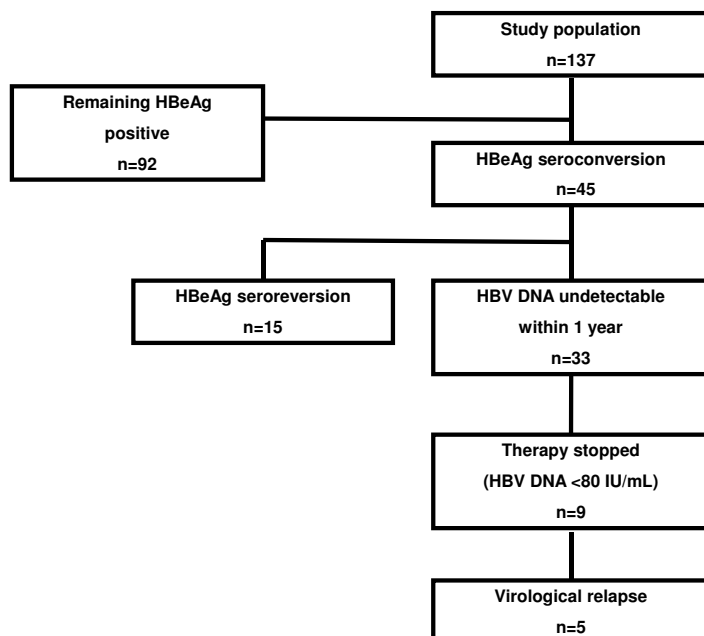 Study population
n=137
Remaining HBeAg
positive
n=92
HBeAg seroconversion
n=45
HBeAg seroreversion
n=15
HBV DNA undetectable
within 1 year
n=33
Therapy stopped
(HBV DNA <80 IU/mL)
n=9
Virological relapse
n=5